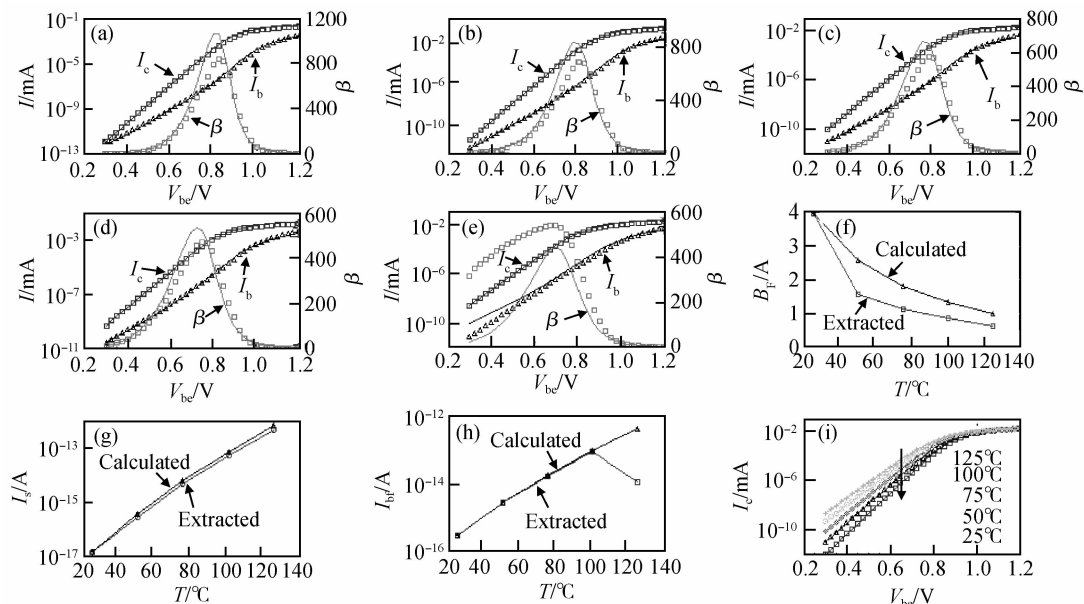 (a)
10⁻¹
10⁻⁵
10⁻⁹
10⁻¹³
I/mA
1200
800
400
0
β
I_c
I_b
β
0.2 0.4 0.6 0.8 1.0 1.2
V_be/V
(b)
10⁻²
10⁻⁶
10⁻¹⁰
I/mA
800
400
0
β
I_c
I_b
β
0.2 0.4 0.6 0.8 1.0 1.2
V_be/V
(c)
10⁻²
10⁻⁶
10⁻¹⁰
I/mA
800
600
400
200
0
β
I_c
I_b
β
0.2 0.4 0.6 0.8 1.0 1.2
V_be/V
(d)
10⁻³
10⁻⁷
10⁻¹¹
I/mA
600
400
200
0
β
I_c
I_b
β
0.2 0.4 0.6 0.8 1.0 1.2
V_be/V
(e)
10⁻²
10⁻⁶
10⁻¹⁰
I/mA
600
400
200
0
β
I_c
I_b
β
0.2 0.4 0.6 0.8 1.0 1.2
V_be/V
(f)
4
3
2
1
0
B_F/A
Calculated
Extracted
20 40 60 80 100 120 140
T/°C
(g)
10⁻¹³
10⁻¹⁵
10⁻¹⁷
I_s/A
Calculated
Extracted
20 40 60 80 100 120 140
T/°C
(h)
10⁻¹²
10⁻¹⁴
10⁻¹⁶
I_bf/A
Calculated
Extracted
20 40 60 80 100 120 140
T/°C
(i)
10⁻²
10⁻⁶
10⁻¹⁰
I_c/mA
125°C
100°C
75°C
50°C
25°C
0.2 0.4 0.6 0.8 1.0 1.2
V_be/V